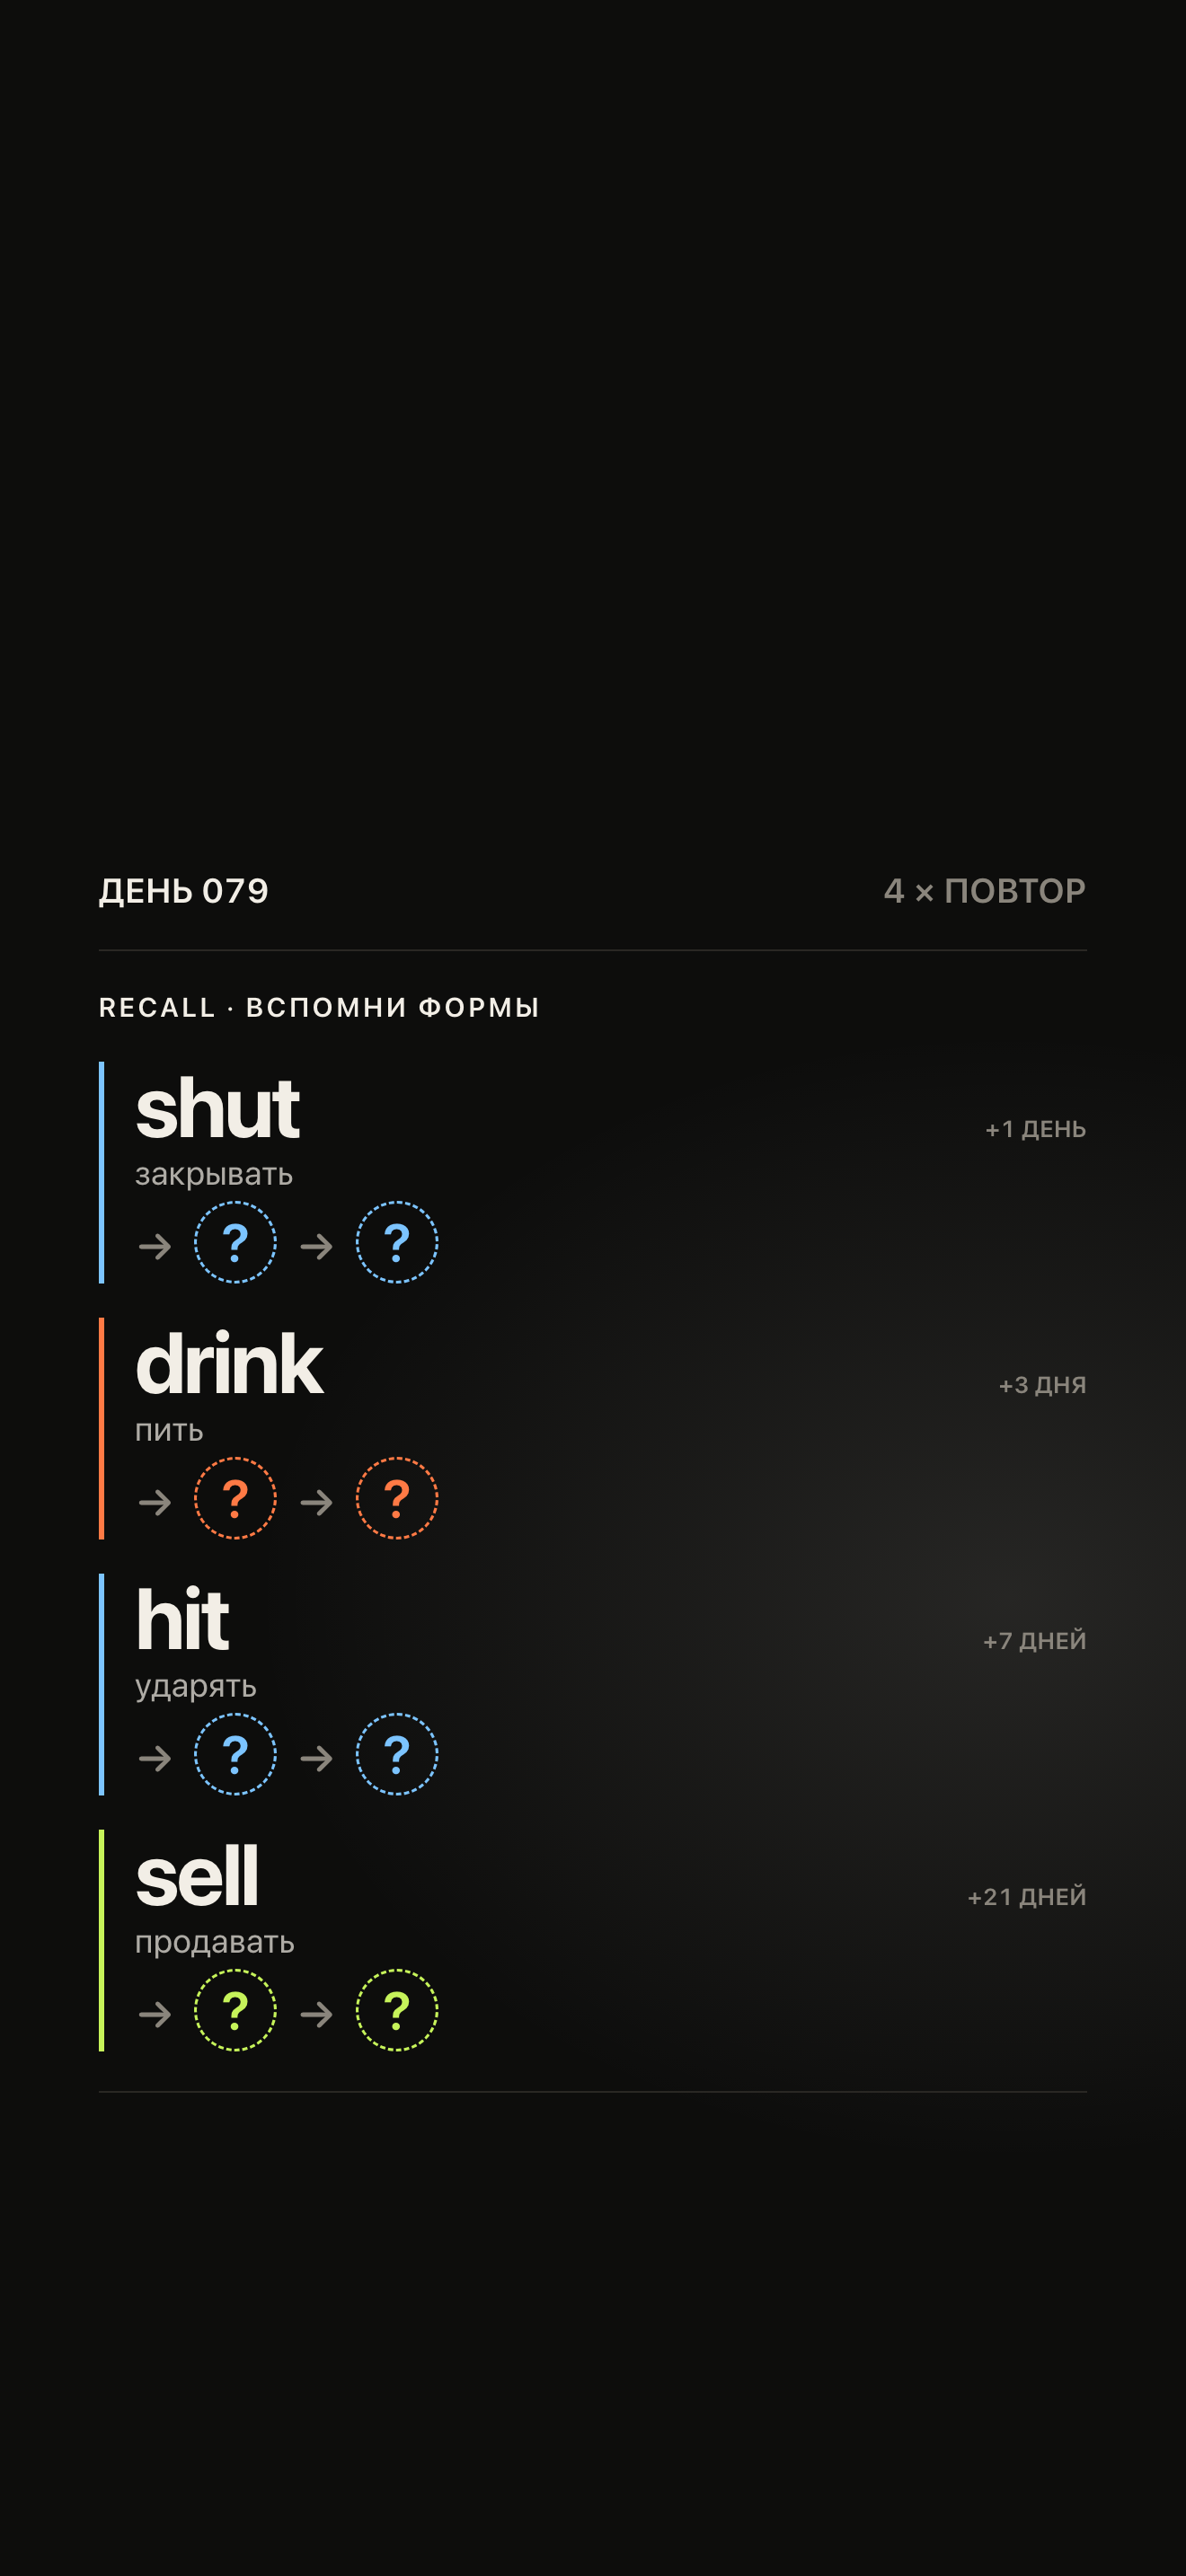 ДЕНЬ 079
4 × ПОВТОР
RECALL · ВСПОМНИ ФОРМЫ
shut
+1 ДЕНЬ
закрывать
→ ? → ?
drink
+3 ДНЯ
пить
→ ? → ?
hit
+7 ДНЕЙ
ударять
→ ? → ?
sell
+21 ДНЕЙ
продавать
→ ? → ?